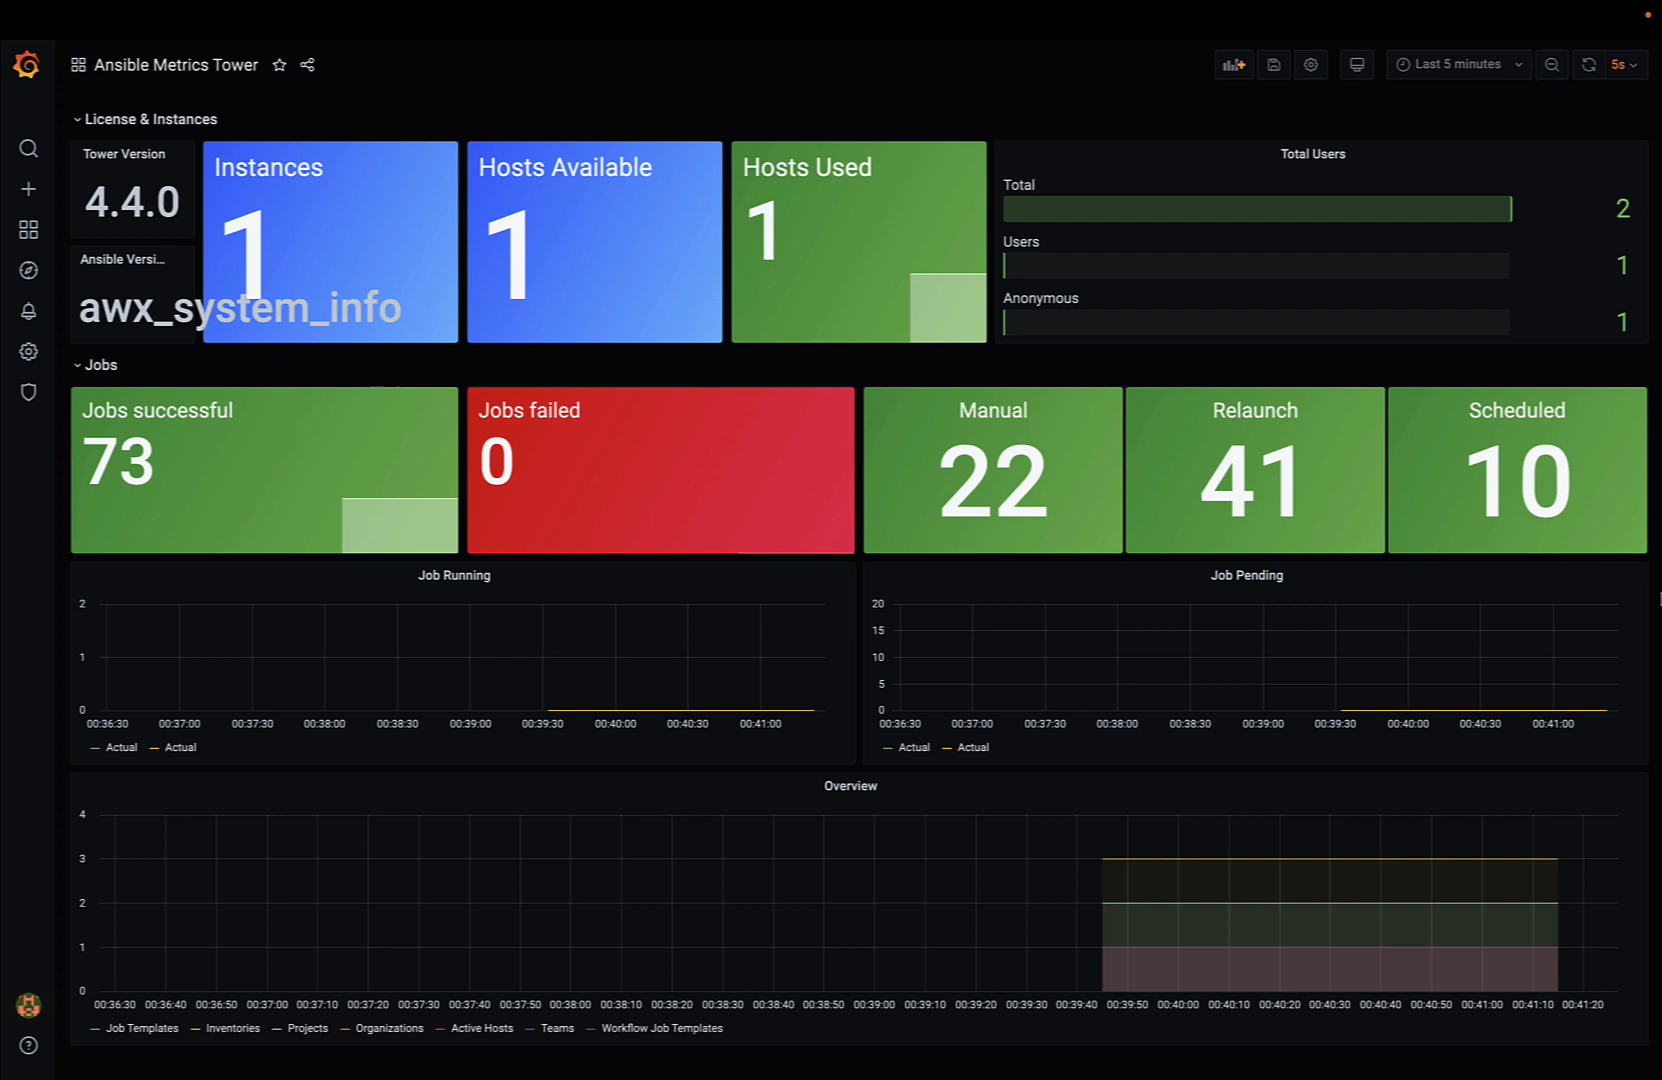 Ansible Metrics Tower
Last 5 minutes
5s
License & Instances
Tower Version
4.4.0
Ansible Versi...
awx_system_info
Instances
1
Hosts Available
1
Hosts Used
1
Total Users
Total
2
Users
1
Anonymous
1
Jobs
Jobs successful
73
Jobs failed
0
Manual
22
Relaunch
41
Scheduled
10
Job Running
2
1
0
00:36:30 00:37:00 00:37:30 00:38:00 00:38:30 00:39:00 00:39:30 00:40:00 00:40:30 00:41:00
Actual Actual
Job Pending
20
15
10
5
0
00:36:30 00:37:00 00:37:30 00:38:00 00:38:30 00:39:00 00:39:30 00:40:00 00:40:30 00:41:00
Actual Actual
Overview
4
3
2
1
0
00:36:30 00:36:40 00:36:50 00:37:00 00:37:10 00:37:20 00:37:30 00:37:40 00:37:50 00:38:00 00:38:10 00:38:20 00:38:30 00:38:40 00:38:50 00:39:00 00:39:10 00:39:20 00:39:30 00:39:40 00:39:50 00:40:00 00:40:10 00:40:20 00:40:30 00:40:40 00:40:50 00:41:00 00:41:10 00:41:20
Job Templates Inventories Projects Organizations Active Hosts Teams Workflow Job Templates